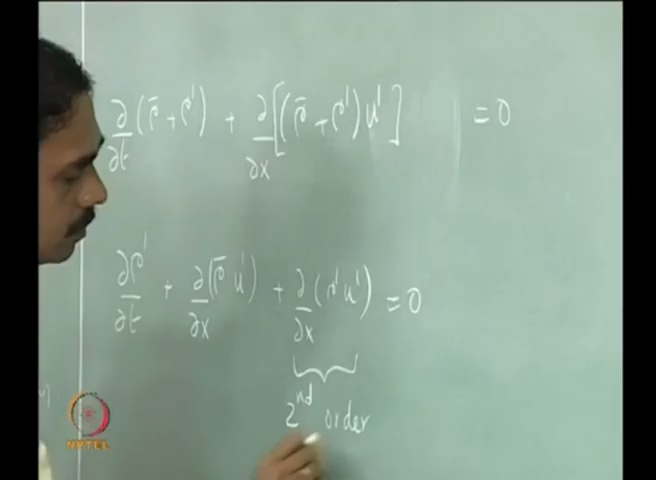 ∂/∂t (ρ̄ + ρ') + ∂/∂x [(ρ̄ + ρ') u'] = 0
∂ρ'/∂t + ∂/∂x (ρ̄ u') + ∂/∂x (ρ' u') = 0
2nd order
NPTEL